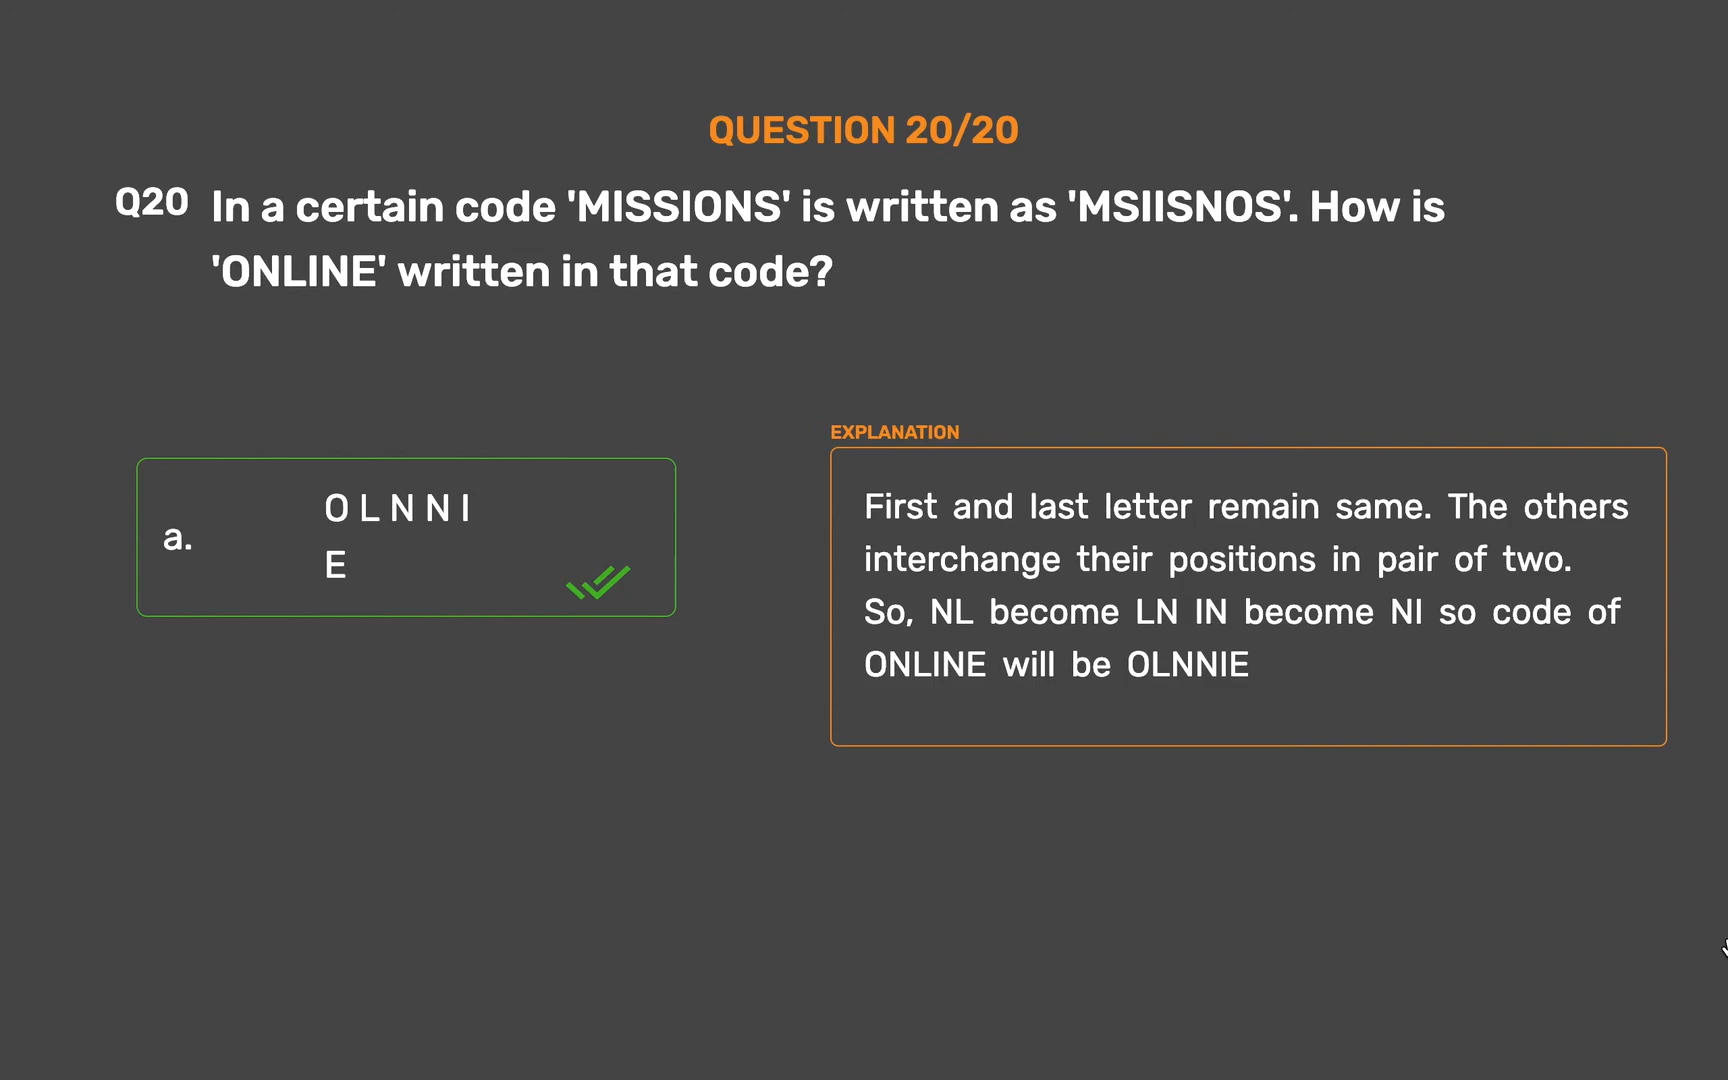 QUESTION 20/20
Q20 In a certain code 'MISSIONS' is written as 'MSIISNOS'. How is
'ONLINE' written in that code?
a.
O L N N I
E
EXPLANATION
First and last letter remain same. The others
interchange their positions in pair of two.
So, NL become LN IN become NI so code of
ONLINE will be OLNNIE